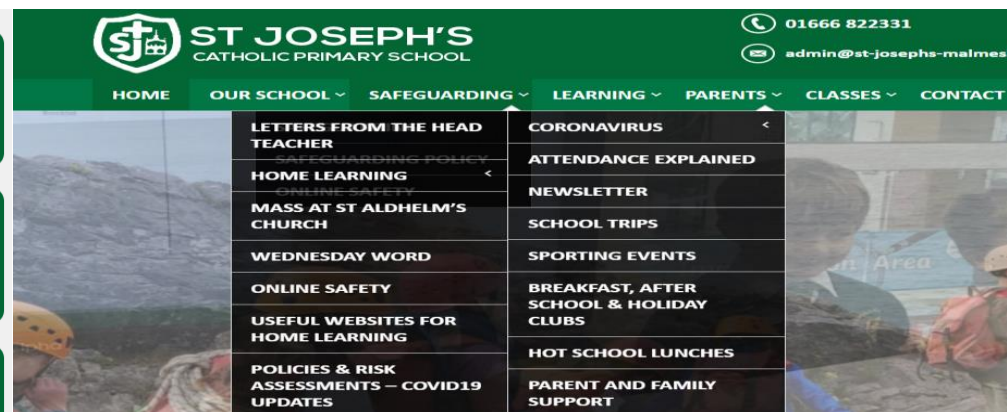 SJ
ST JOSEPH'S
CATHOLIC PRIMARY SCHOOL
01666 822331
admin@st-josephs-malmes
HOME OUR SCHOOL SAFEGUARDING LEARNING PARENTS CLASSES CONTACT
LETTERS FROM THE HEAD
TEACHER
SAFEGUARDING POLICY
HOME LEARNING <
ONLINE SAFETY
MASS AT ST ALDHELM'S
CHURCH
WEDNESDAY WORD
ONLINE SAFETY
USEFUL WEBSITES FOR
HOME LEARNING
POLICIES & RISK
ASSESSMENTS – COVID19
UPDATES
CORONAVIRUS <
ATTENDANCE EXPLAINED
NEWSLETTER
SCHOOL TRIPS
SPORTING EVENTS
BREAKFAST, AFTER
SCHOOL & HOLIDAY
CLUBS
HOT SCHOOL LUNCHES
PARENT AND FAMILY
SUPPORT
Area